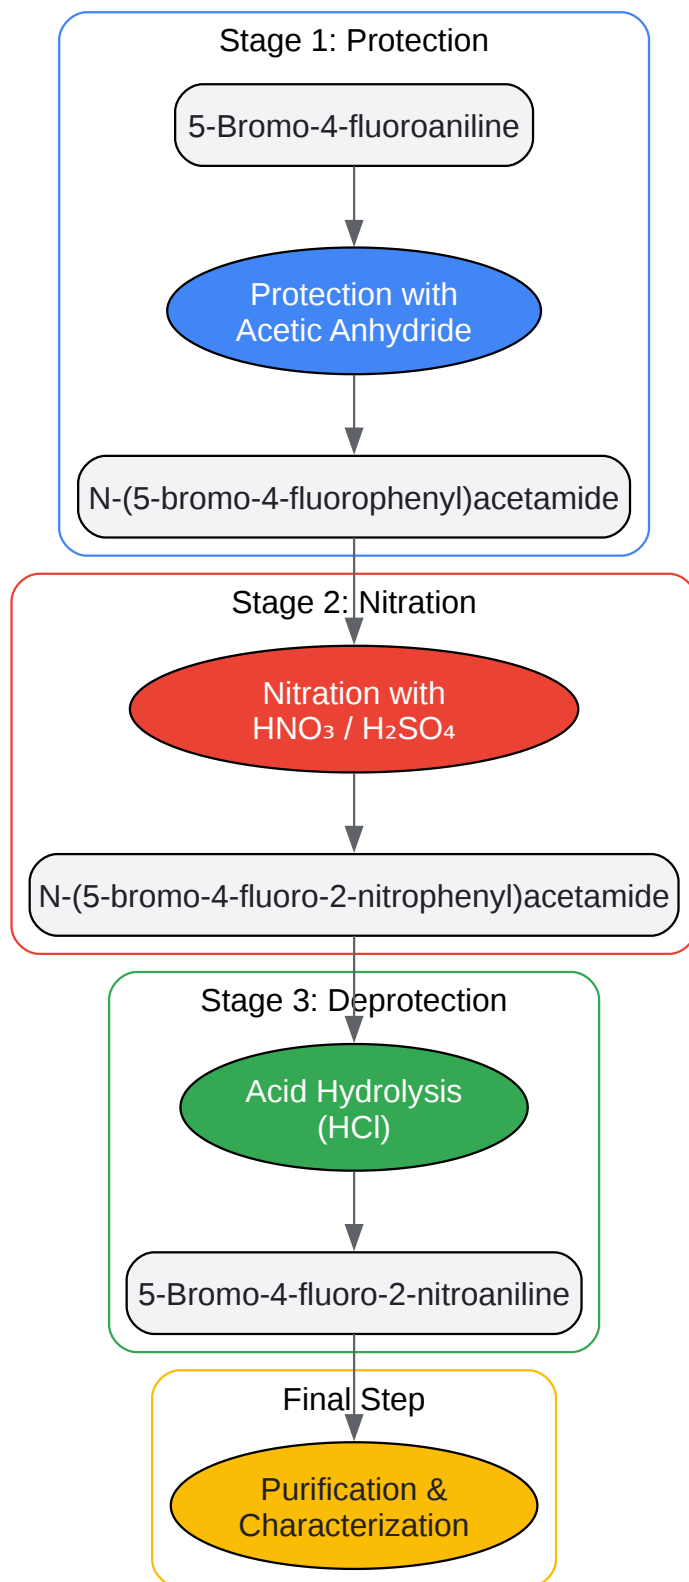 Stage 1: Protection
5-Bromo-4-fluoroaniline
Protection with
Acetic Anhydride
N-(5-bromo-4-fluorophenyl)acetamide
Stage 2: Nitration
Nitration with
HNO₃ / H₂SO₄
N-(5-bromo-4-fluoro-2-nitrophenyl)acetamide
Stage 3: Deprotection
Acid Hydrolysis
(HCl)
5-Bromo-4-fluoro-2-nitroaniline
Final Step
Purification &
Characterization